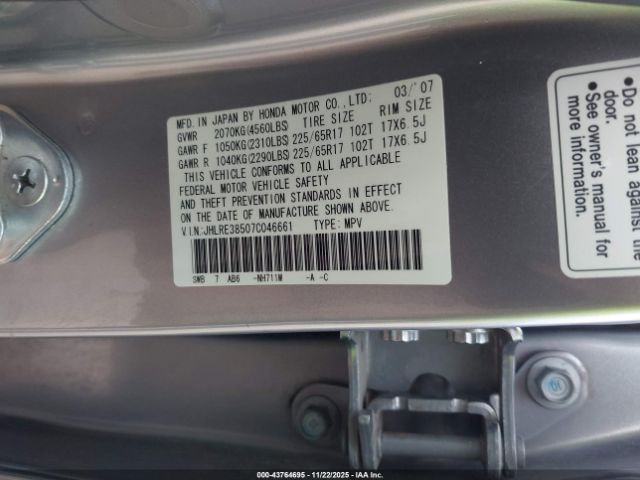 MFD. IN JAPAN BY HONDA MOTOR CO., LTD: 03/'07
GVWR 2070KG(4560LBS) TIRE SIZE RIM SIZE
GAWR F 1050KG(2310LBS) 225/65R17 102T 17X6.5J
GAWR R 1040KG(2290LBS) 225/65R17 102T 17X6.5J
THIS VEHICLE CONFORMS TO ALL APPLICABLE
FEDERAL MOTOR VEHICLE SAFETY
AND THEFT PREVENTION STANDARDS IN EFFECT
ON THE DATE OF MANUFACTURE SHOWN ABOVE.
V.I.N.:JHLRE38507C046661 TYPE: MPV
SWB 7 AB6 -NH711M -A -C
• Do not lean
against the
door.
• See owner's
manual for
more
information.
10
000-43764695 - 11/22/2025 - IAAI.com